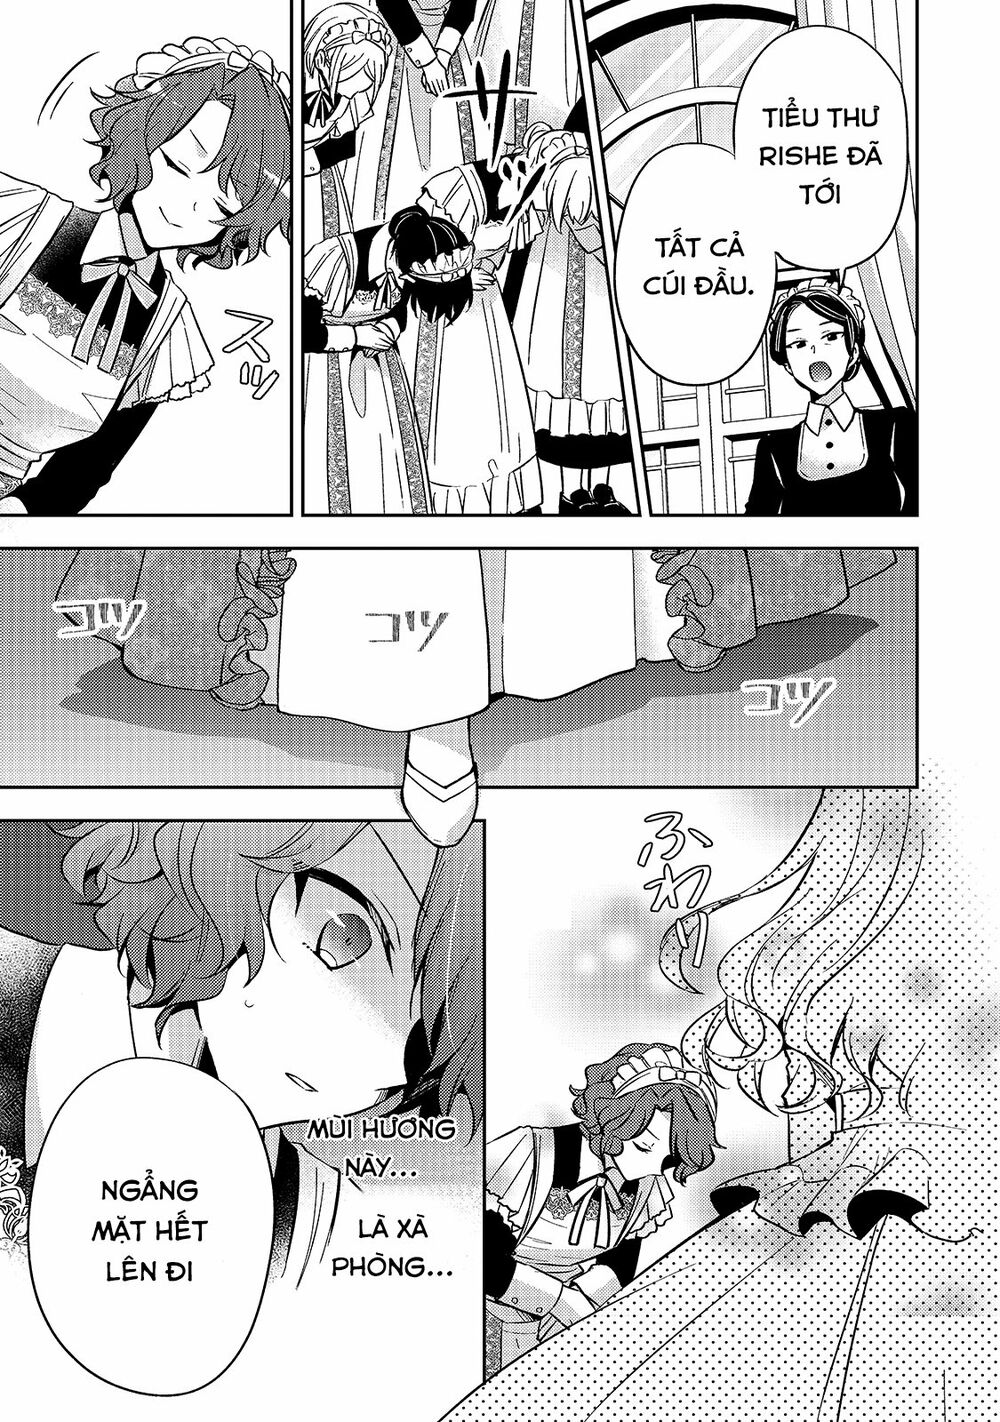 TIỂU THƯ
RISHE ĐÃ
TỚI
TẤT CẢ
CÚI ĐẦU.
スッ
コツ
コツ
コツ
ふわ
MÙI HƯƠNG
NÀY...
LÀ XÀ
PHÒNG...
NGẨNG
MẶT HẾT
LÊN ĐI